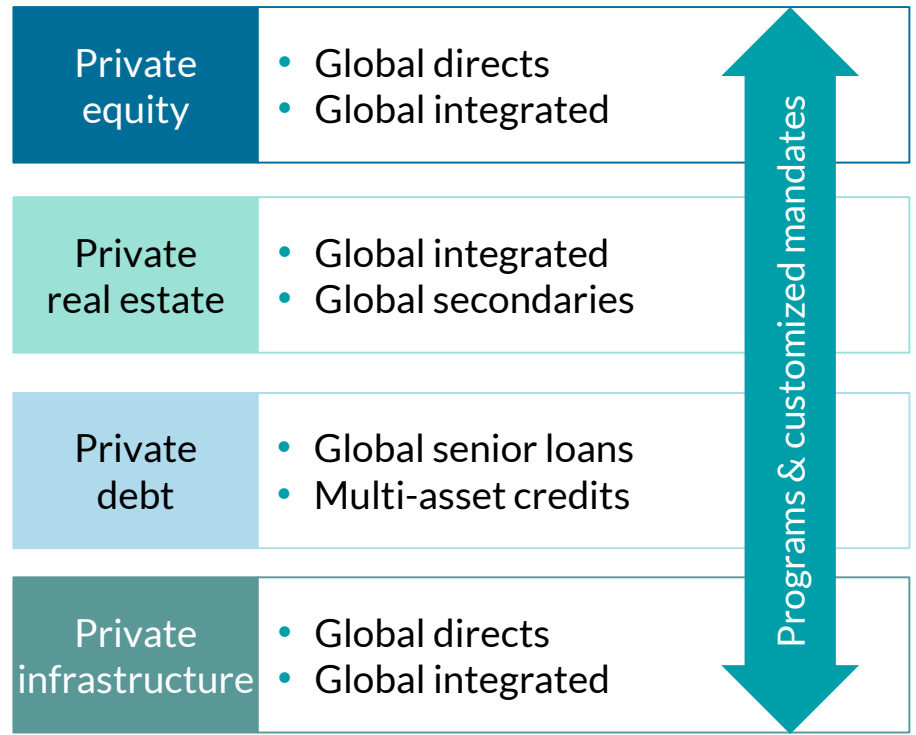 Private
equity
• Global directs
• Global integrated
Private
real estate
• Global integrated
• Global secondaries
Private
debt
• Global senior loans
• Multi-asset credits
Private
infrastructure
• Global directs
• Global integrated
Programs & customized mandates